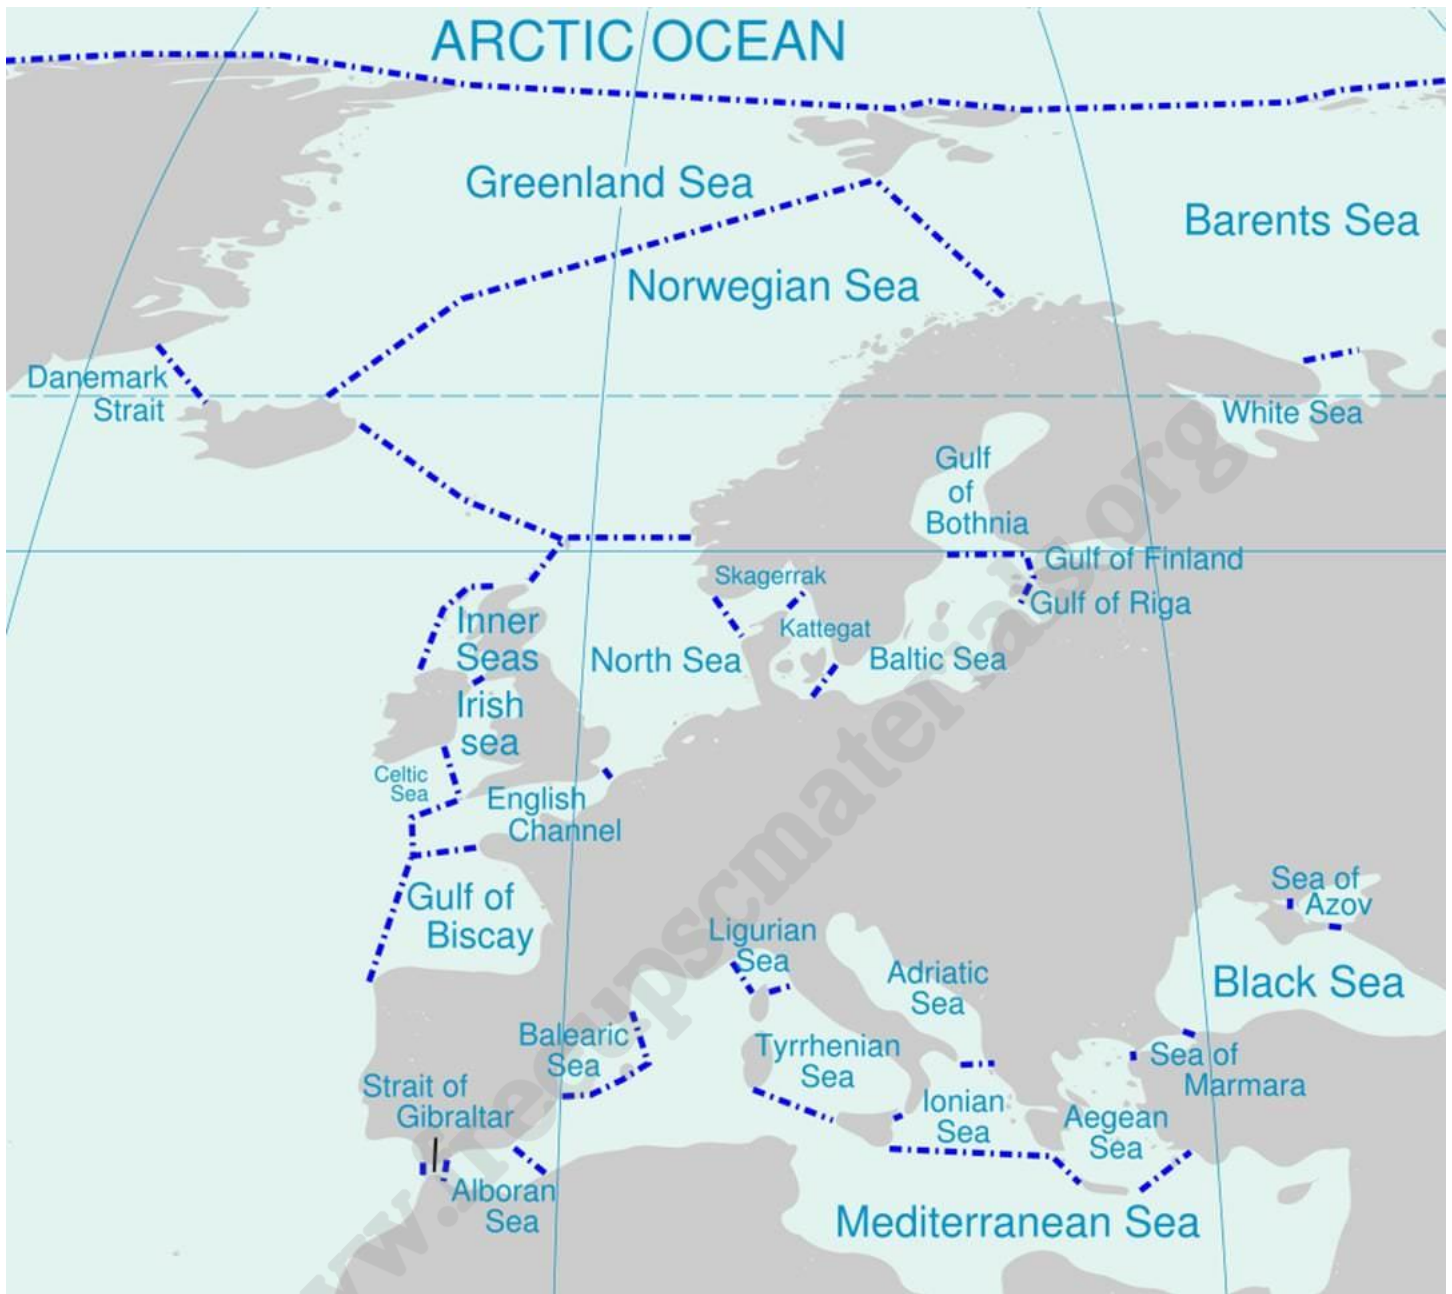 ARCTIC OCEAN
Greenland Sea
Barents Sea
Norwegian Sea
Danemark
Strait
White Sea
Gulf
of
Bothnia
Gulf of Finland
Skagerrak
Gulf of Riga
Inner
Seas
Kattegat
North Sea
Baltic Sea
Irish
sea
Celtic
Sea
English
Channel
Gulf of
Biscay
Sea of
Azov
Ligurian
Sea
Adriatic
Sea
Black Sea
Balearic
Sea
Tyrrhenian
Sea
Sea of
Marmara
Strait of
Gibraltar
Ionian
Sea
Aegean
Sea
Alboran
Sea
Mediterranean Sea
www.hecupscmaterials.org